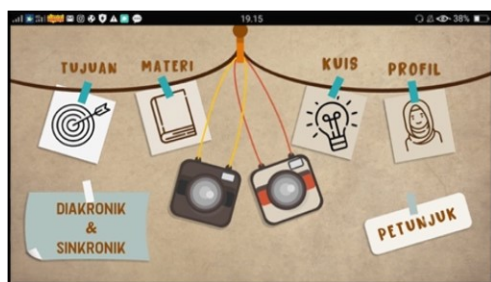 19.15
38%
TUJUAN
MATERI
KUIS
PROFIL
DIAKRONIK
&
SINKRONIK
PETUNJUK